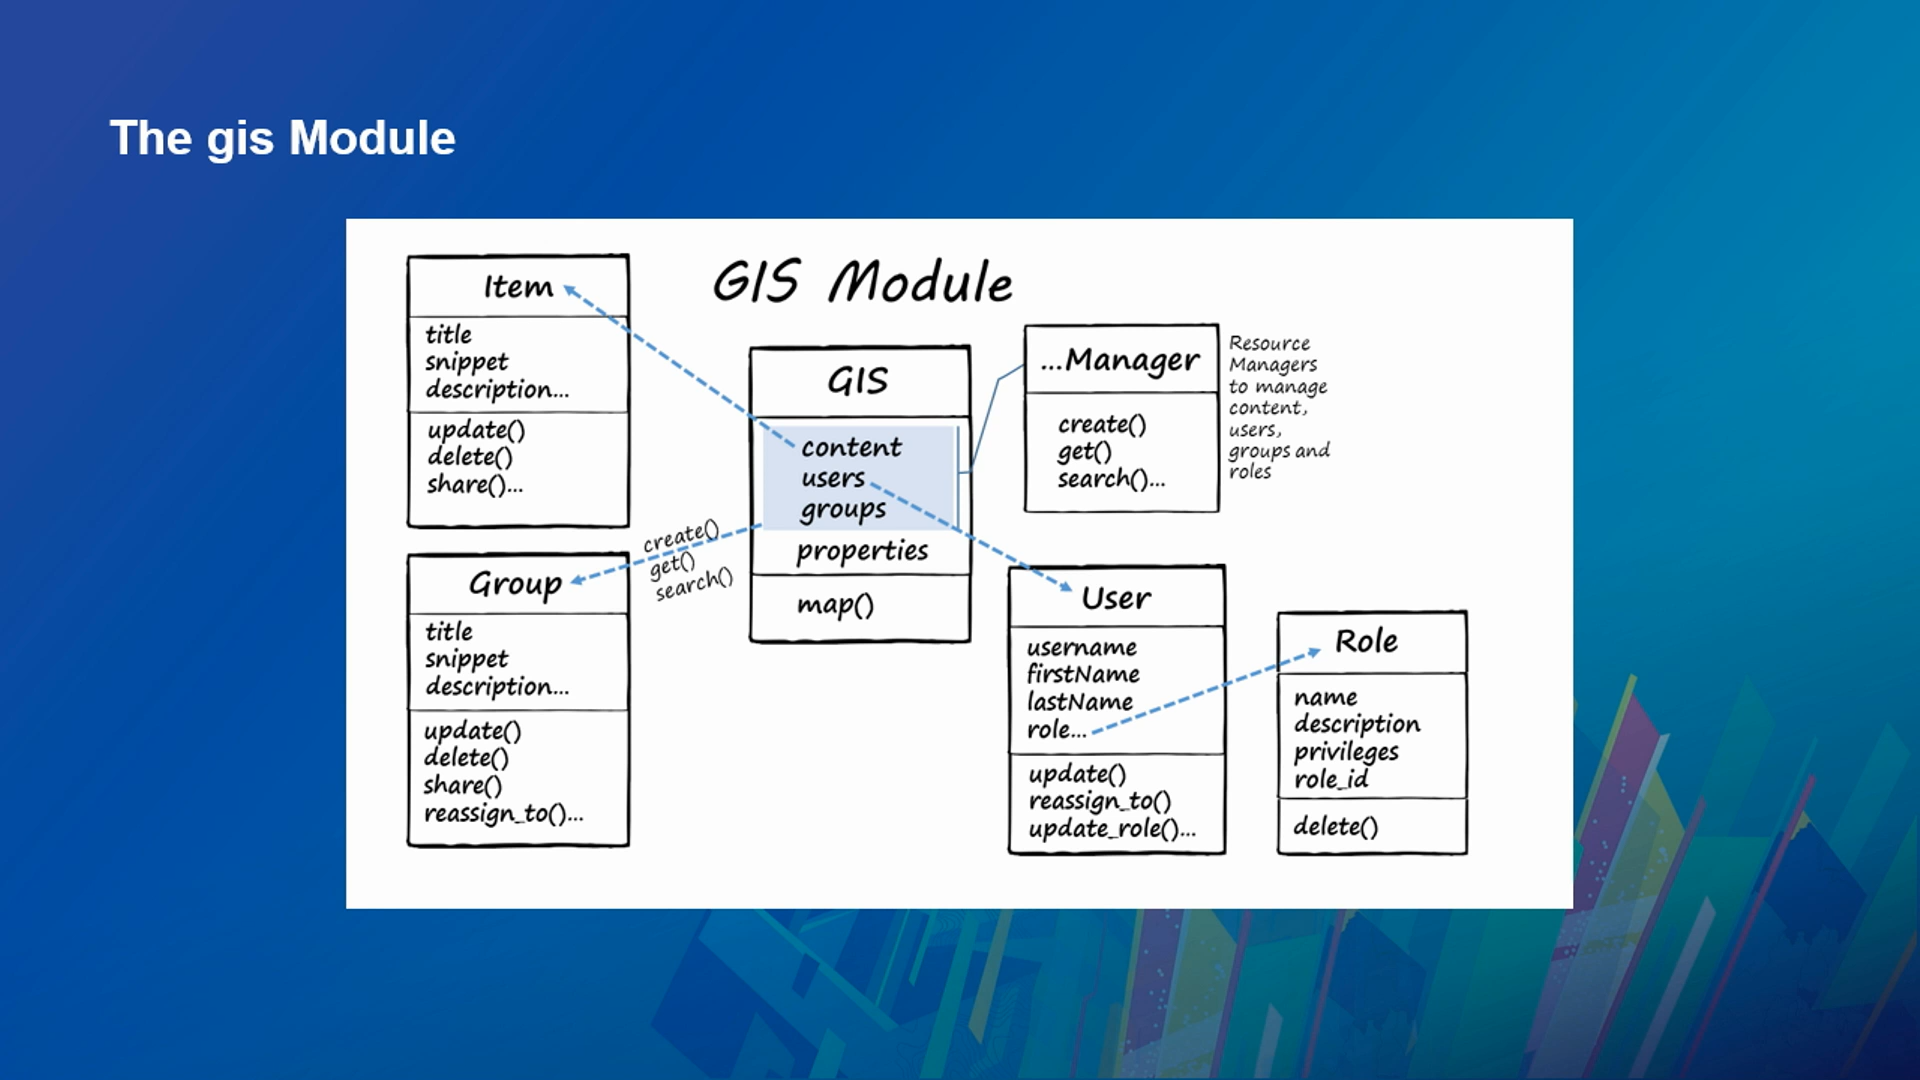 The gis Module
GIS Module
Item
title
snippet
description...
update()
delete()
share()...
GIS
content
users
groups
properties
map()
...Manager
create()
get()
search()...
Resource
Managers
to manage
content,
users,
groups and
roles
create()
get()
search()
Group
title
snippet
description...
update()
delete()
share()
reassign_to()...
User
username
firstName
lastName
role...
update()
reassign_to()
update_role()...
Role
name
description
privileges
role_id
delete()